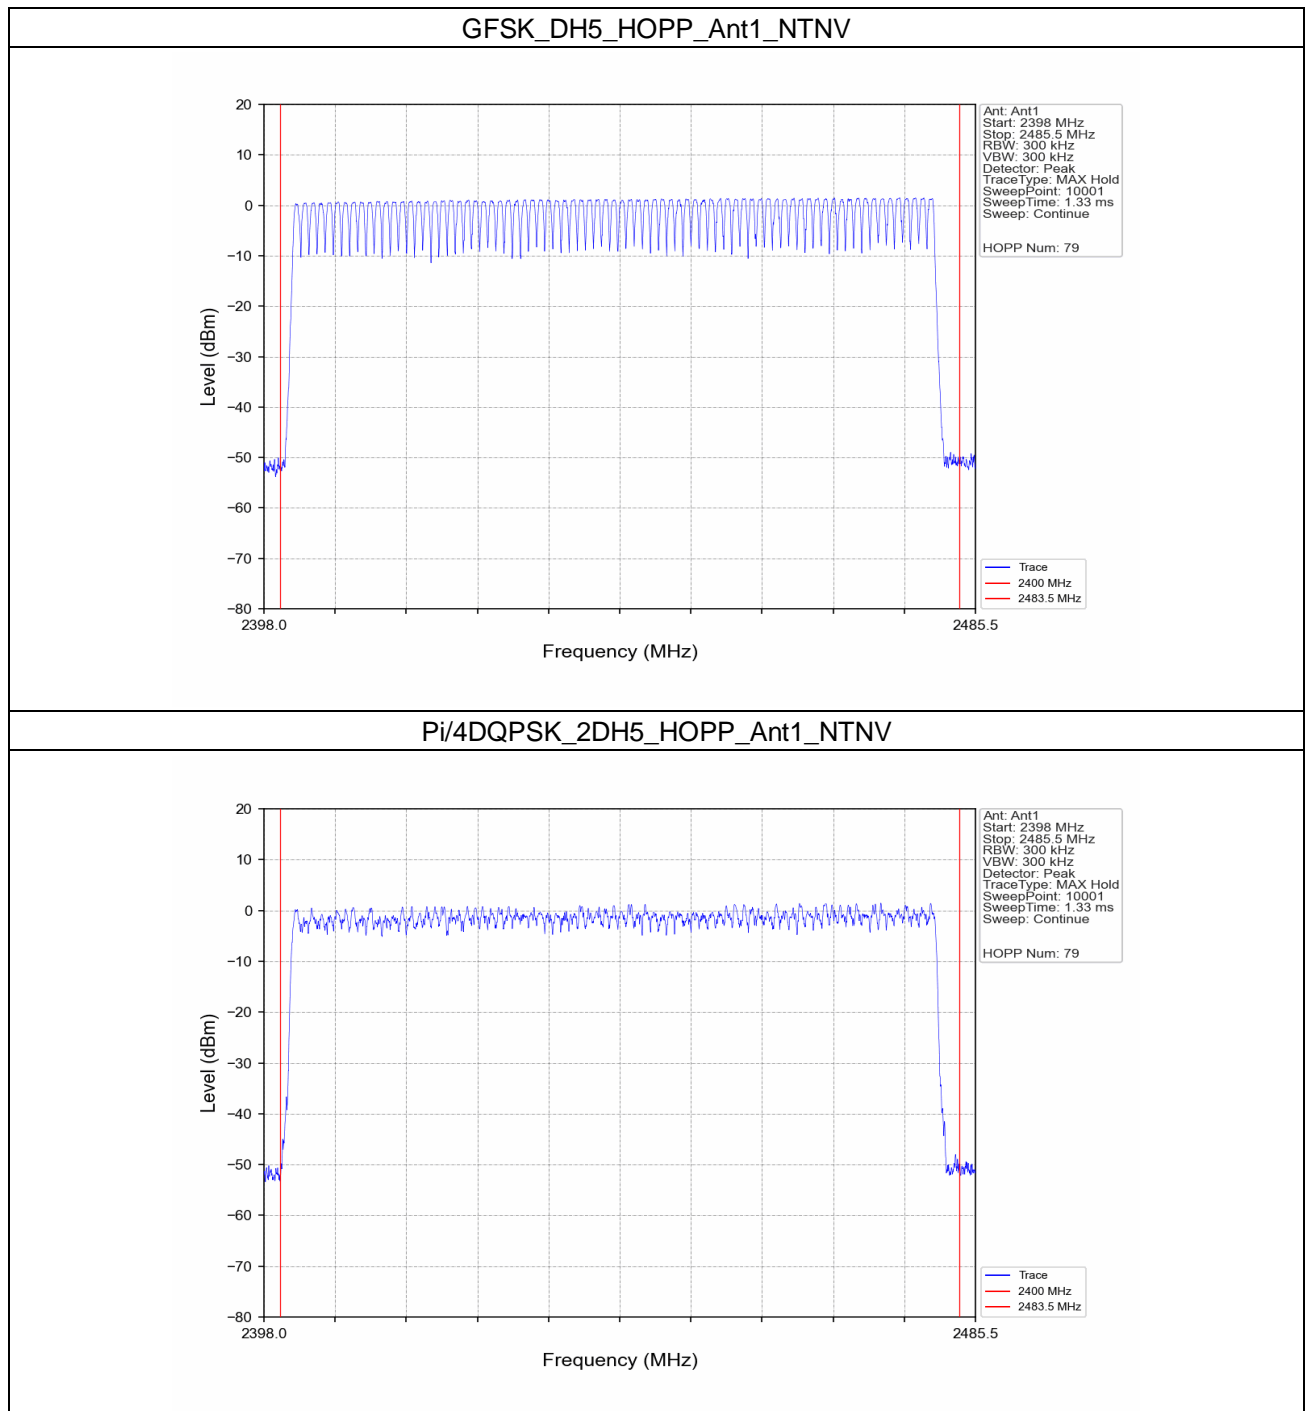 GFSK_DH5_HOPP_Ant1_NTNV
20
10
0
−10
−20
−30
−40
−50
−60
−70
−80
Level (dBm)
2398.0
2485.5
Frequency (MHz)
Ant: Ant1
Start: 2398 MHz
Stop: 2485.5 MHz
RBW: 300 kHz
VBW: 300 kHz
Detector: Peak
TraceType: MAX Hold
SweepPoint: 10001
SweepTime: 1.33 ms
Sweep: Continue
HOPP Num: 79
Trace
2400 MHz
2483.5 MHz
Pi/4DQPSK_2DH5_HOPP_Ant1_NTNV
20
10
0
−10
−20
−30
−40
−50
−60
−70
−80
Level (dBm)
2398.0
2485.5
Frequency (MHz)
Ant: Ant1
Start: 2398 MHz
Stop: 2485.5 MHz
RBW: 300 kHz
VBW: 300 kHz
Detector: Peak
TraceType: MAX Hold
SweepPoint: 10001
SweepTime: 1.33 ms
Sweep: Continue
HOPP Num: 79
Trace
2400 MHz
2483.5 MHz